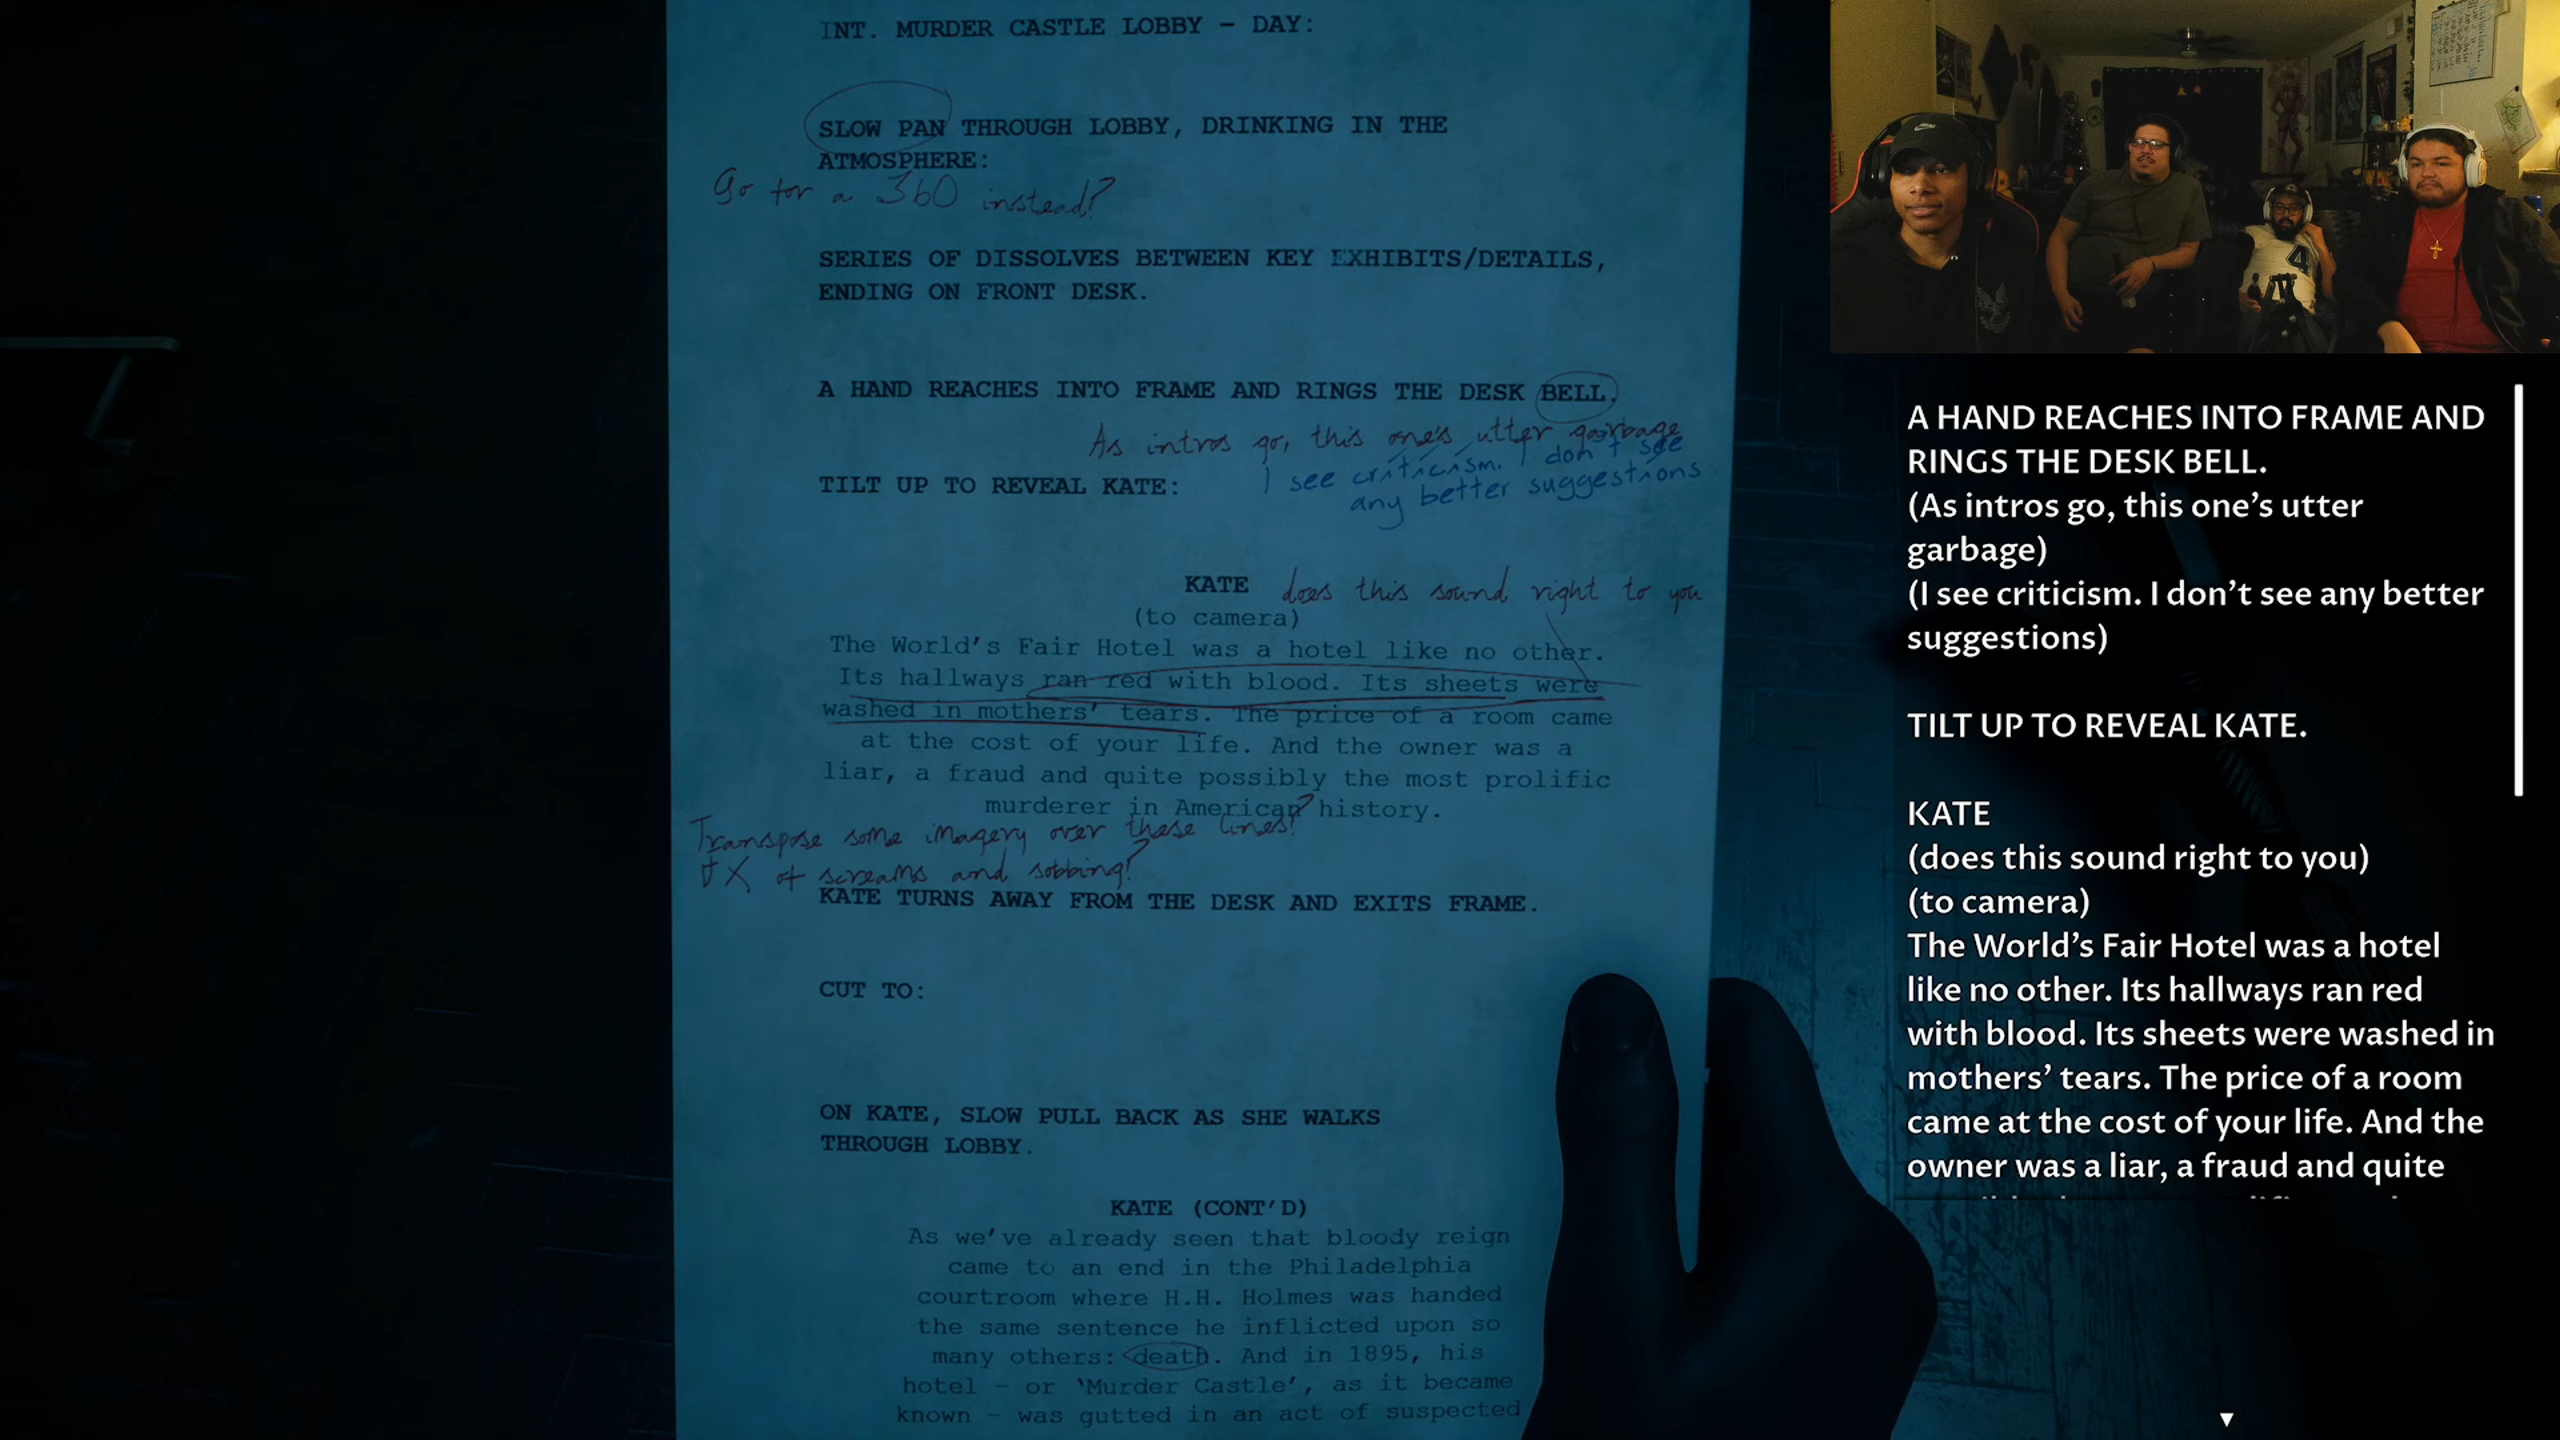 INT. MURDER CASTLE LOBBY - DAY:
SLOW PAN THROUGH LOBBY, DRINKING IN THE
ATMOSPHERE:
Go for a 360 instead?
SERIES OF DISSOLVES BETWEEN KEY EXHIBITS/DETAILS,
ENDING ON FRONT DESK.
A HAND REACHES INTO FRAME AND RINGS THE DESK BELL.
As intros go, this one's utter garbage
I see criticism. I don't see
any better suggestions
TILT UP TO REVEAL KATE:
KATE does this sound right to you
(to camera)
The World's Fair Hotel was a hotel like no other.
Its hallways ran red with blood. Its sheets were
washed in mothers' tears. The price of a room came
at the cost of your life. And the owner was a
liar, a fraud and quite possibly the most prolific
murderer in American history.
Transpose some imagery over these lines?
FX of screams and sobbing?
KATE TURNS AWAY FROM THE DESK AND EXITS FRAME.
CUT TO:
ON KATE, SLOW PULL BACK AS SHE WALKS
THROUGH LOBBY.
KATE (CONT'D)
As we've already seen that bloody reign
came to an end in the Philadelphia
courtroom where H.H. Holmes was handed
the same sentence he inflicted upon so
many others: death. And in 1895, his
hotel - or 'Murder Castle', as it became
known - was gutted in an act of suspected
4
A HAND REACHES INTO FRAME AND
RINGS THE DESK BELL.
(As intros go, this one's utter
garbage)
(I see criticism. I don't see any better
suggestions)
TILT UP TO REVEAL KATE.
KATE
(does this sound right to you)
(to camera)
The World's Fair Hotel was a hotel
like no other. Its hallways ran red
with blood. Its sheets were washed in
mothers' tears. The price of a room
came at the cost of your life. And the
owner was a liar, a fraud and quite